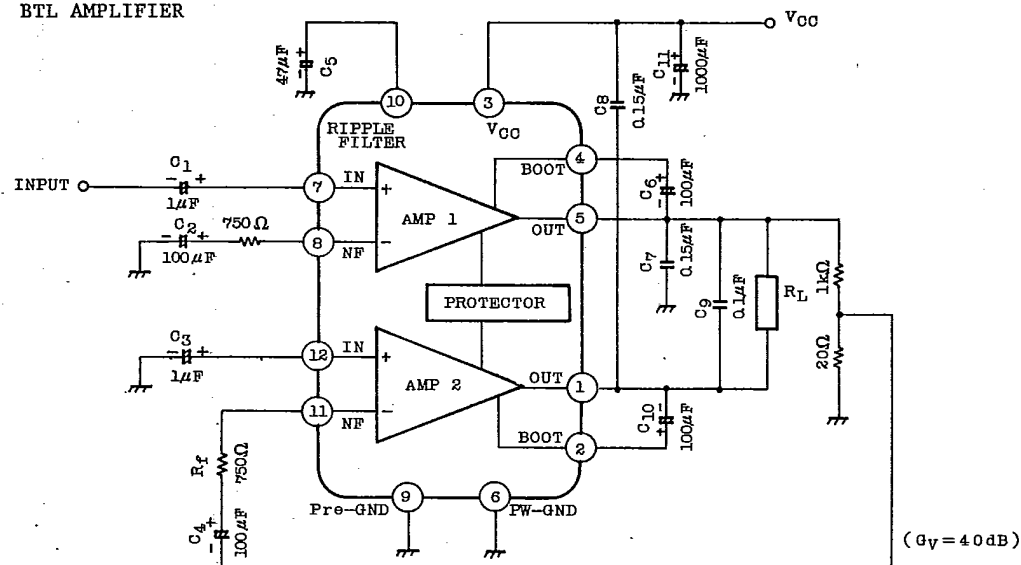 BTL AMPLIFIER
VCC
47μF
+
-
C5
C8
0.15μF
C11
+
-
1000μF
10
3
RIPPLE
FILTER
VCC
4
BOOT
C6
+
-
100μF
INPUT
C1
- +
1μF
7
IN
+
AMP 1
5
OUT
C2
- +
100μF
750Ω
8
NF
-
C7
0.15μF
C9
0.1μF
RL
1kΩ
PROTECTOR
C3
- +
1μF
12
IN
+
AMP 2
OUT
1
20Ω
11
NF
-
C10
-
+
100μF
BOOT
2
Rf
750Ω
C4
+
-
100μF
Pre-GND
9
6
PW-GND
(GV=40dB)